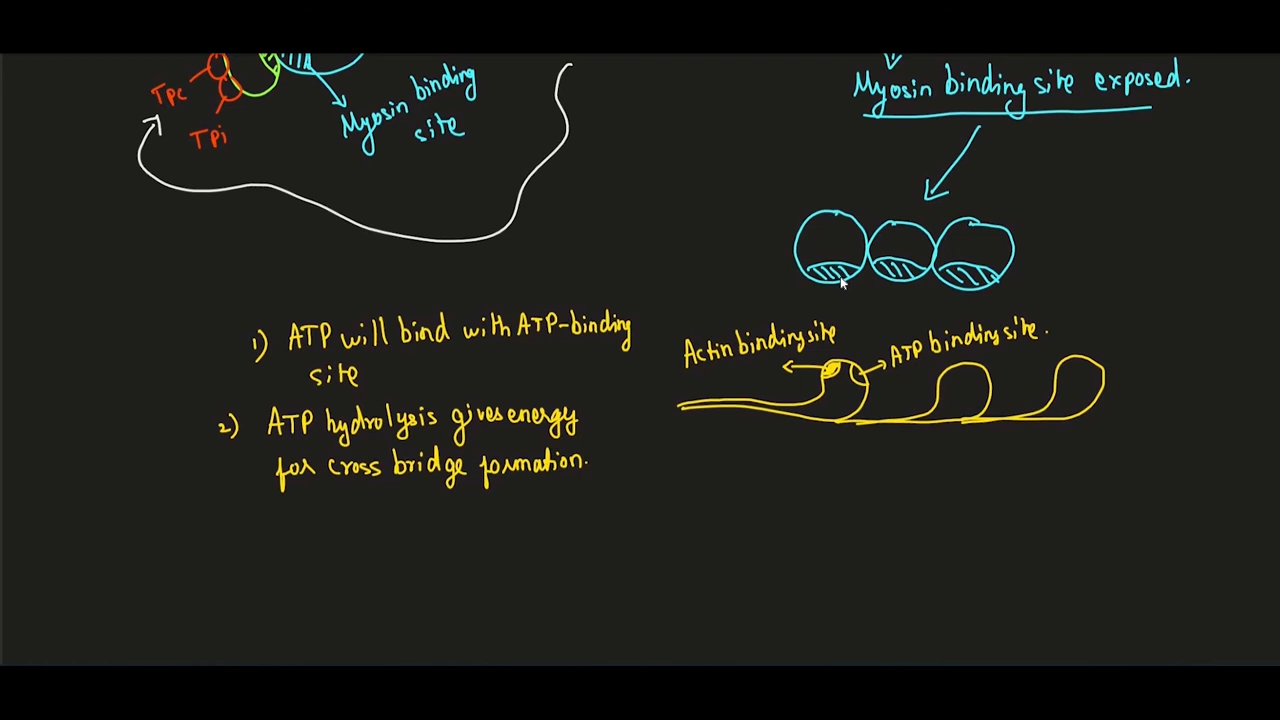 Tpc
Tpi
Myosin binding
site
Myosin binding site exposed.
1) ATP will bind with ATP-binding
site
2) ATP hydrolysis gives energy
for cross bridge formation.
Actin binding site
ATP binding site.